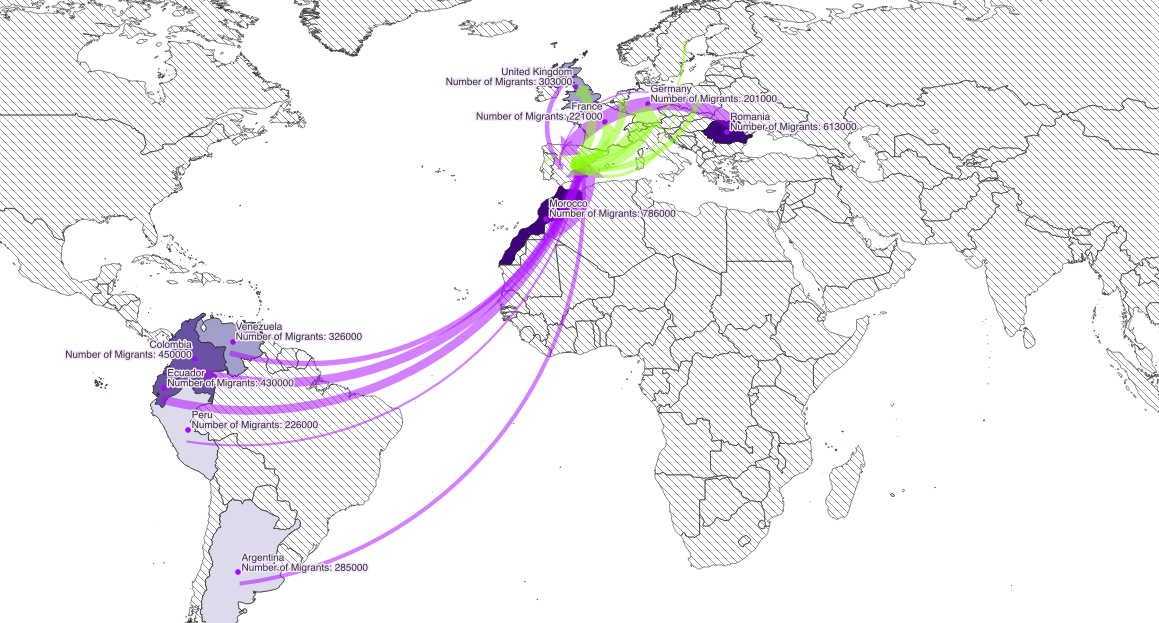 United Kingdom
Number of Migrants: 303000
Germany
Number of Migrants: 201000
France
Number of Migrants: 221000
Romania
Number of Migrants: 613000
Morocco
Number of Migrants: 786000
Venezuela
Number of Migrants: 326000
Colombia
Number of Migrants: 450000
Ecuador
Number of Migrants: 430000
Peru
Number of Migrants: 226000
Argentina
Number of Migrants: 285000